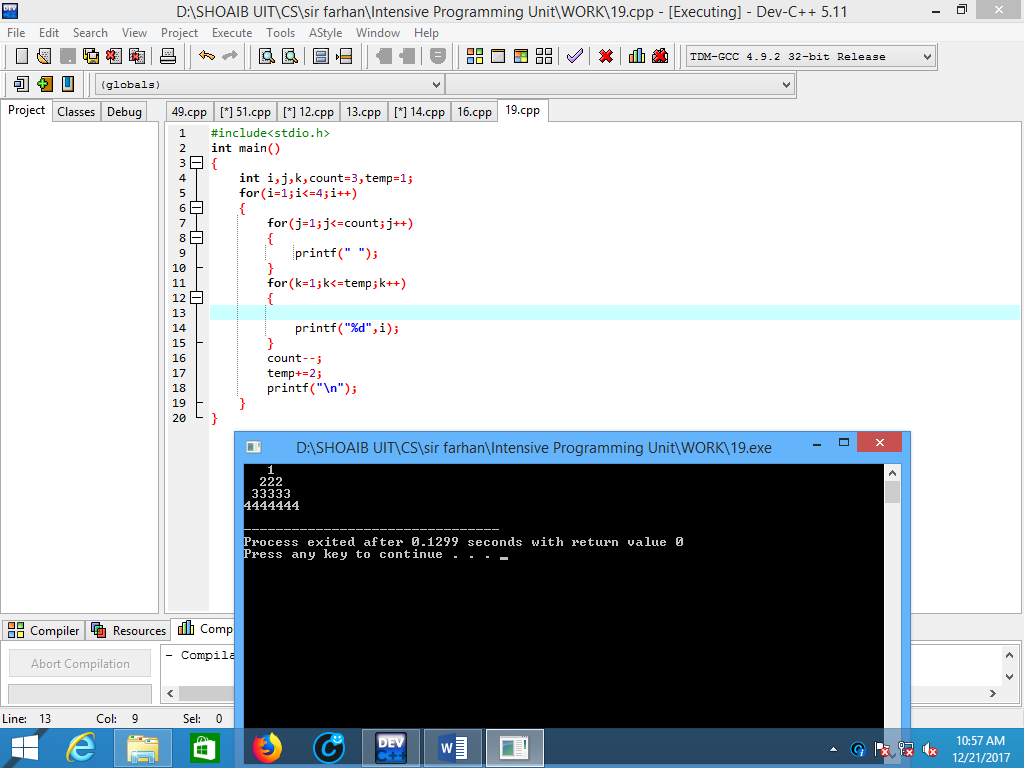 D:\SHOAIB UIT\CS\sir farhan\Intensive Programming Unit\WORK\19.cpp - [Executing] - Dev-C++ 5.11
File Edit Search View Project Execute Tools AStyle Window Help
TDM-GCC 4.9.2 32-bit Release
(globals)
Project Classes Debug
49.cpp [*] 51.cpp [*] 12.cpp 13.cpp [*] 14.cpp 16.cpp 19.cpp
1 #include<stdio.h>
2 int main()
3 {
4 int i,j,k,count=3,temp=1;
5 for(i=1;i<=4;i++)
6 {
7 for(j=1;j<=count;j++)
8 {
9 printf(" ");
10 }
11 for(k=1;k<=temp;k++)
12 {
13
14 printf("%d",i);
15 }
16 count--;
17 temp+=2;
18 printf("\n");
19 }
20 }
D:\SHOAIB UIT\CS\sir farhan\Intensive Programming Unit\WORK\19.exe
1
222
33333
4444444
--------------------------------
Process exited after 0.1299 seconds with return value 0
Press any key to continue . . . _
Compiler Resources Comp
Abort Compilation
- Compila
Line: 13 Col: 9 Sel: 0
DEV C++
10:57 AM
12/21/2017